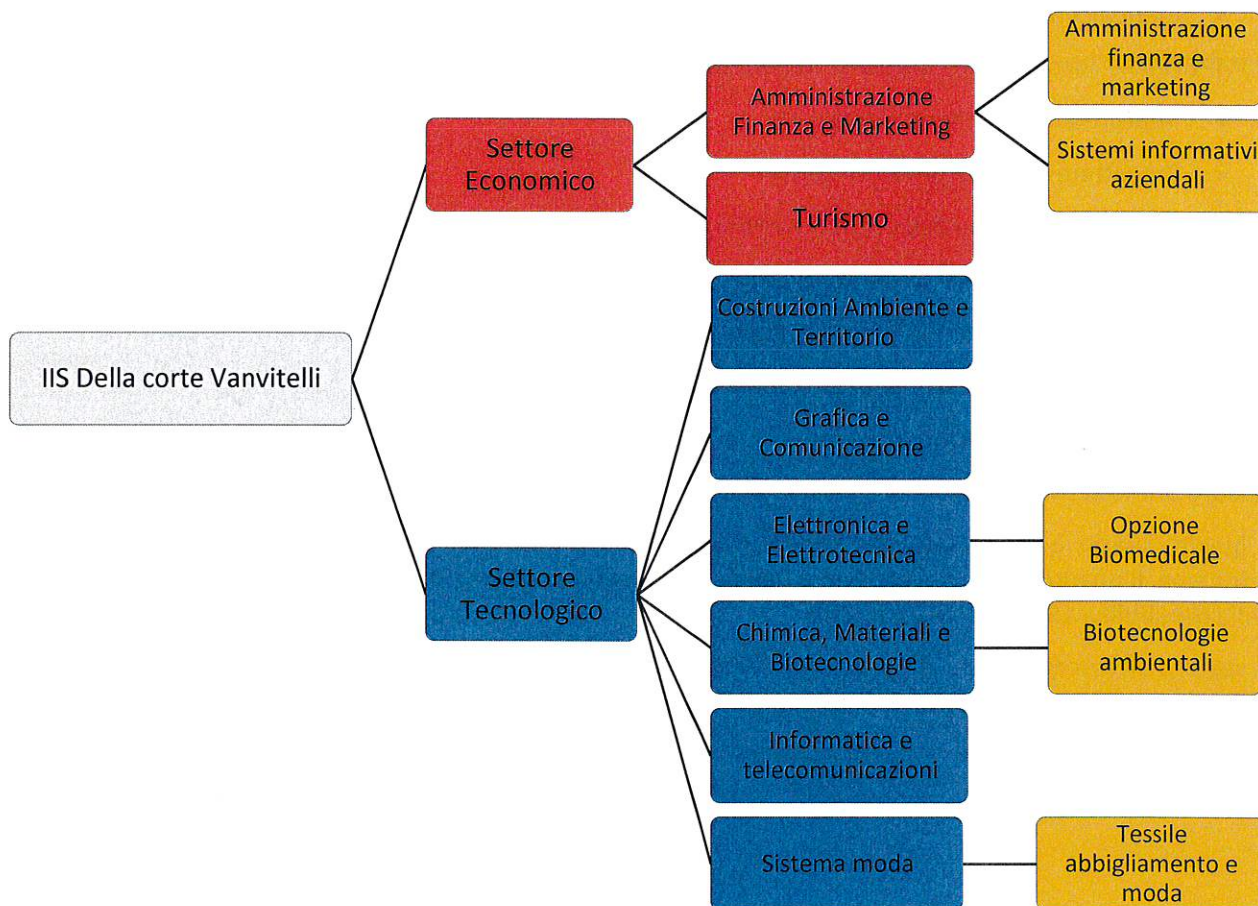 Amministrazione
finanza e
marketing
Amministrazione
Finanza e Marketing
Settore
Economico
Sistemi informativi
aziendali
Turismo
Costruzioni Ambiente e
Territorio
IIS Della corte Vanvitelli
Grafica e
Comunicazione
Elettronica e
Elettrotecnica
Opzione
Biomedicale
Settore
Tecnologico
Chimica, Materiali e
Biotecnologie
Biotecnologie
ambientali
Informatica e
telecomunicazioni
Sistema moda
Tessile
abbigliamento e
moda